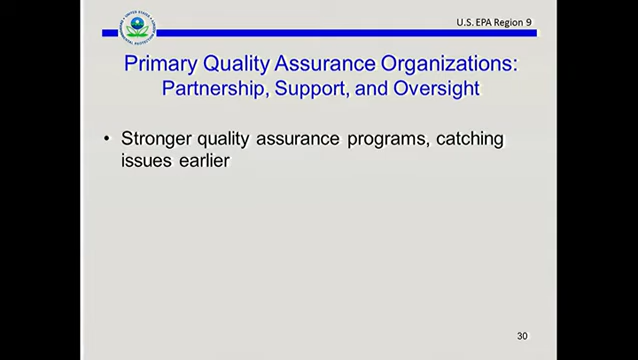 U.S. EPA Region 9
Primary Quality Assurance Organizations:
Partnership, Support, and Oversight
• Stronger quality assurance programs, catching
issues earlier
30